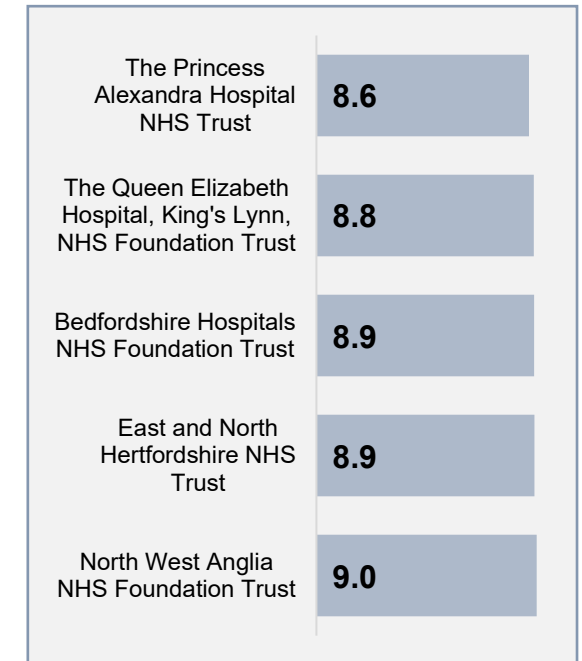 The Princess
Alexandra Hospital
NHS Trust
8.6
The Queen Elizabeth
Hospital, King's Lynn,
NHS Foundation Trust
8.8
Bedfordshire Hospitals
NHS Foundation Trust
8.9
East and North
Hertfordshire NHS
Trust
8.9
North West Anglia
NHS Foundation Trust
9.0